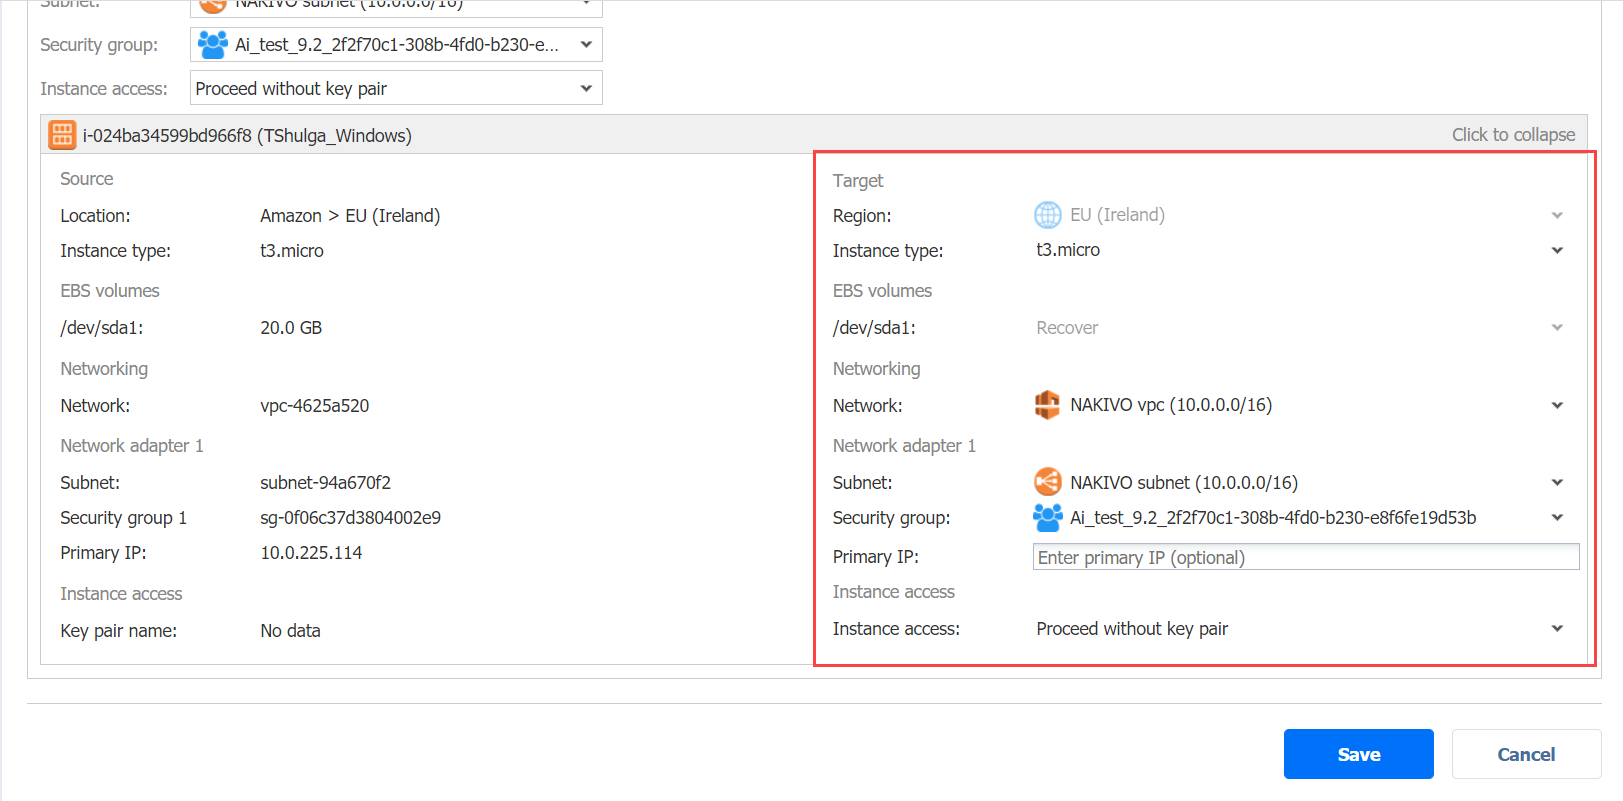 Subnet: NAKIVO subnet (10.0.0.0/16)
Security group: Ai_test_9.2_2f2f70c1-308b-4fd0-b230-e...
Instance access: Proceed without key pair
i-024ba34599bd966f8 (TShulga_Windows) Click to collapse
Source
Location: Amazon > EU (Ireland)
Instance type: t3.micro
EBS volumes
/dev/sda1: 20.0 GB
Networking
Network: vpc-4625a520
Network adapter 1
Subnet: subnet-94a670f2
Security group 1 sg-0f06c37d3804002e9
Primary IP: 10.0.225.114
Instance access
Key pair name: No data
Target
Region: EU (Ireland)
Instance type: t3.micro
EBS volumes
/dev/sda1: Recover
Networking
Network: NAKIVO vpc (10.0.0.0/16)
Network adapter 1
Subnet: NAKIVO subnet (10.0.0.0/16)
Security group: Ai_test_9.2_2f2f70c1-308b-4fd0-b230-e8f6fe19d53b
Primary IP: Enter primary IP (optional)
Instance access
Instance access: Proceed without key pair
Save Cancel